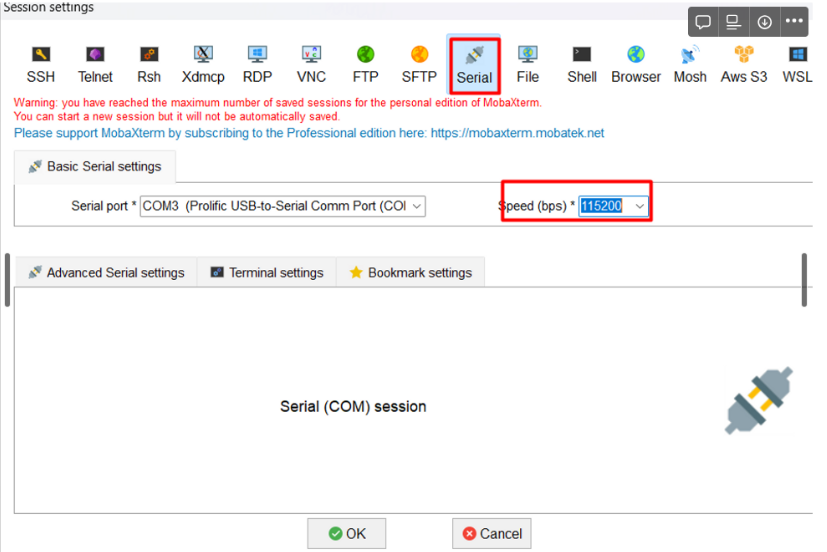 Session settings
SSH Telnet Rsh Xdmcp RDP VNC FTP SFTP Serial File Shell Browser Mosh Aws S3 WSL
Warning: you have reached the maximum number of saved sessions for the personal edition of MobaXterm.
You can start a new session but it will not be automatically saved.
Please support MobaXterm by subscribing to the Professional edition here: https://mobaxterm.mobatek.net
Basic Serial settings
Serial port * COM3 (Prolific USB-to-Serial Comm Port (COI Speed (bps) * 115200
Advanced Serial settings Terminal settings Bookmark settings
Serial (COM) session
OK Cancel